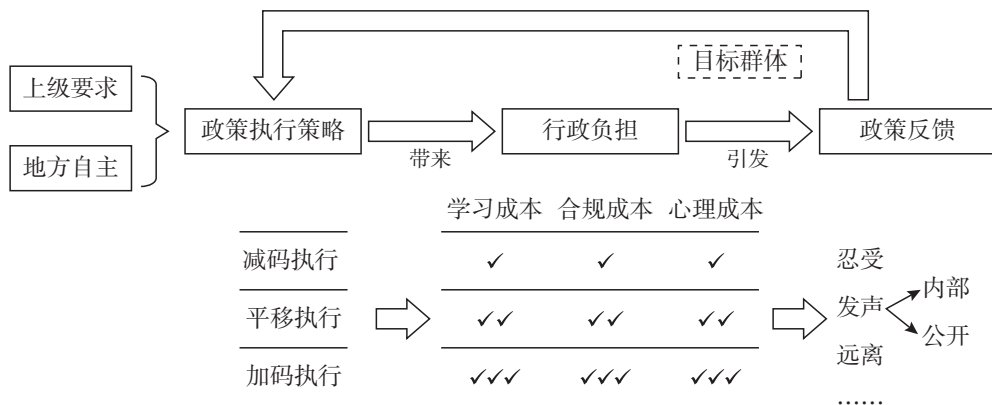 目标群体
上级要求
地方自主
政策执行策略
带来
行政负担
引发
政策反馈
学习成本 合规成本 心理成本
减码执行 ✓ ✓ ✓
平移执行 ✓✓ ✓✓ ✓✓
加码执行 ✓✓✓ ✓✓✓ ✓✓✓
忍受
发声
内部
公开
远离
……